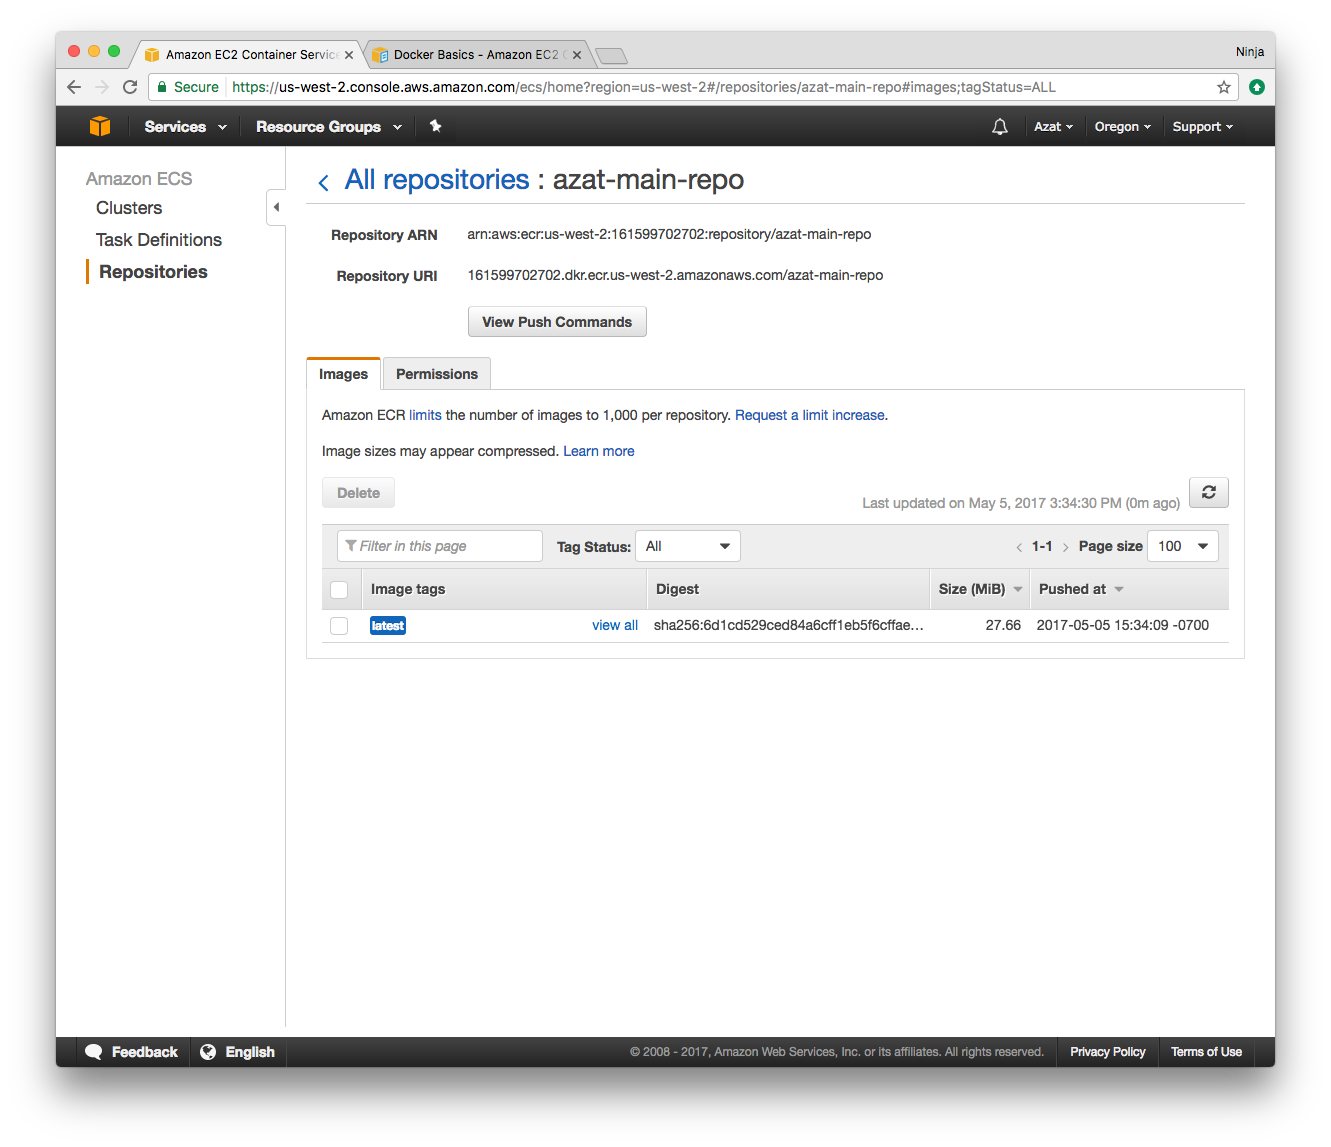 Amazon EC2 Container Service
Docker Basics - Amazon EC2
Ninja
Secure https://us-west-2.console.aws.amazon.com/ecs/home?region=us-west-2#/repositories/azat-main-repo#images;tagStatus=ALL
Services Resource Groups Azat Oregon Support
Amazon ECS
Clusters
Task Definitions
Repositories
All repositories : azat-main-repo
Repository ARN arn:aws:ecr:us-west-2:161599702702:repository/azat-main-repo
Repository URI 161599702702.dkr.ecr.us-west-2.amazonaws.com/azat-main-repo
View Push Commands
Images Permissions
Amazon ECR limits the number of images to 1,000 per repository. Request a limit increase.
Image sizes may appear compressed. Learn more
Delete
Last updated on May 5, 2017 3:34:30 PM (0m ago)
Filter in this page Tag Status: All 1-1 Page size 100
Image tags Digest Size (MiB) Pushed at
latest view all sha256:6d1cd529ced84a6cff1eb5f6cffae... 27.66 2017-05-05 15:34:09 -0700
Feedback English © 2008 - 2017, Amazon Web Services, Inc. or its affiliates. All rights reserved. Privacy Policy Terms of Use